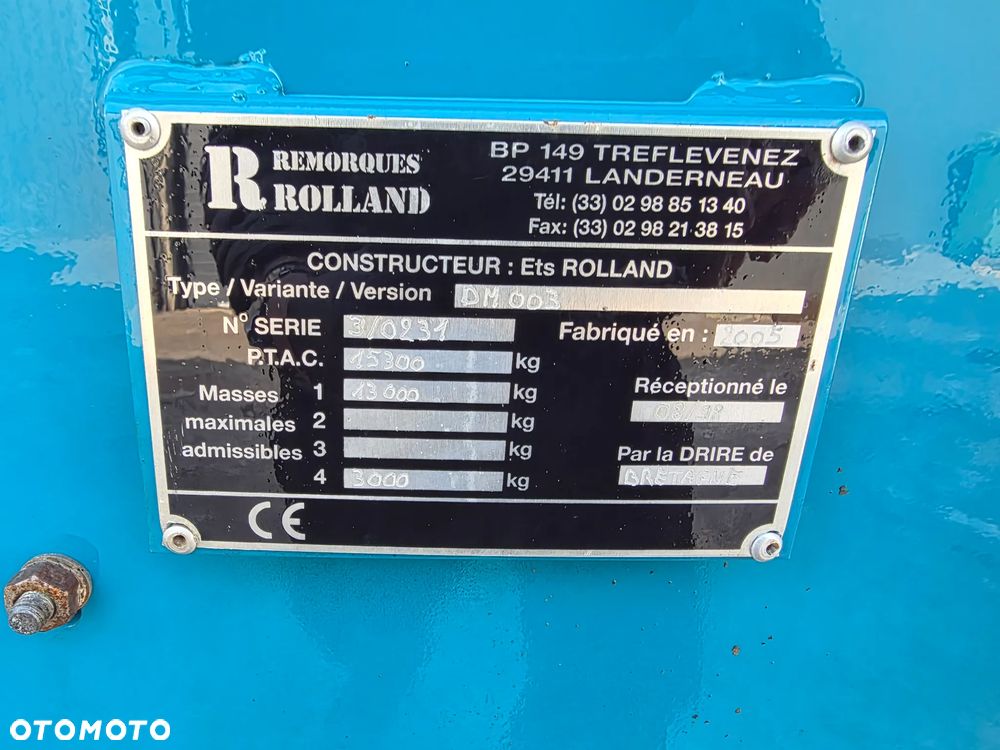 R REMORQUES
ROLLAND
BP 149 TREFLEVENEZ
29411 LANDERNEAU
Tél: (33) 02 98 85 13 40
Fax: (33) 02 98 21 38 15
CONSTRUCTEUR : Ets ROLLAND
Type / Variante / Version DM 003
N° SERIE 3/0231 Fabriqué en : 2005
P.T.A.C. 15300 kg
Masses maximales admissibles
1 13000 kg
2 kg
3 kg
4 3000 kg
Réceptionné le
Par la DRIRE de
BRETAGNE
CE
OTOMOTO